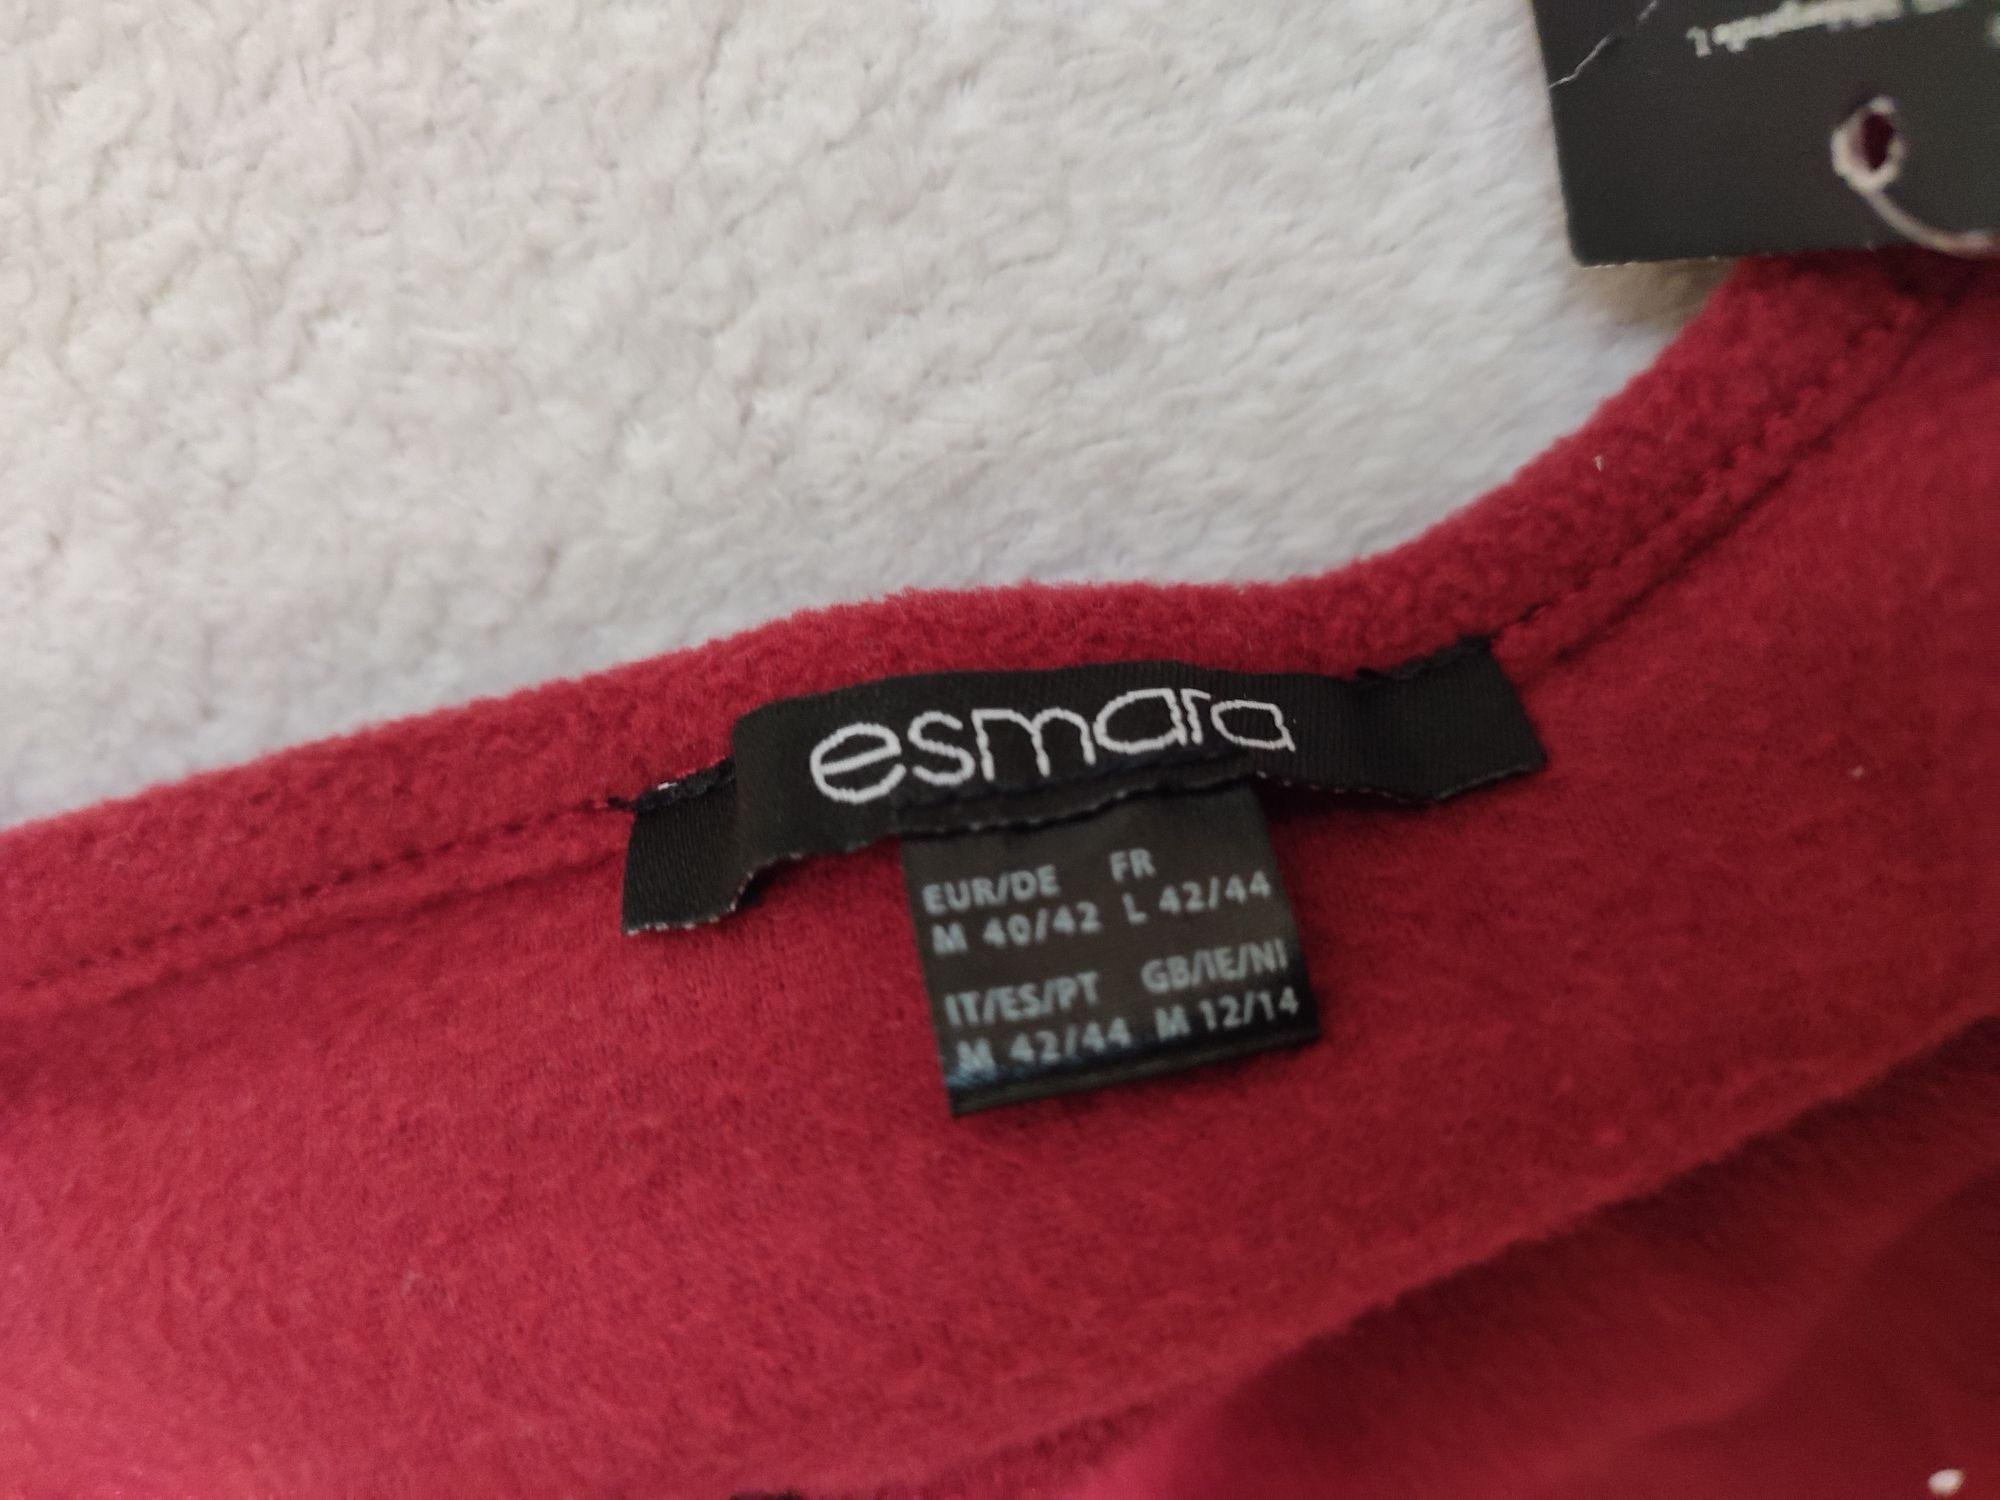 esmara
EUR/DE FR
M 40/42 L 42/44
IT/ES/PT GB/IE/NI
M 42/44 M 12/14